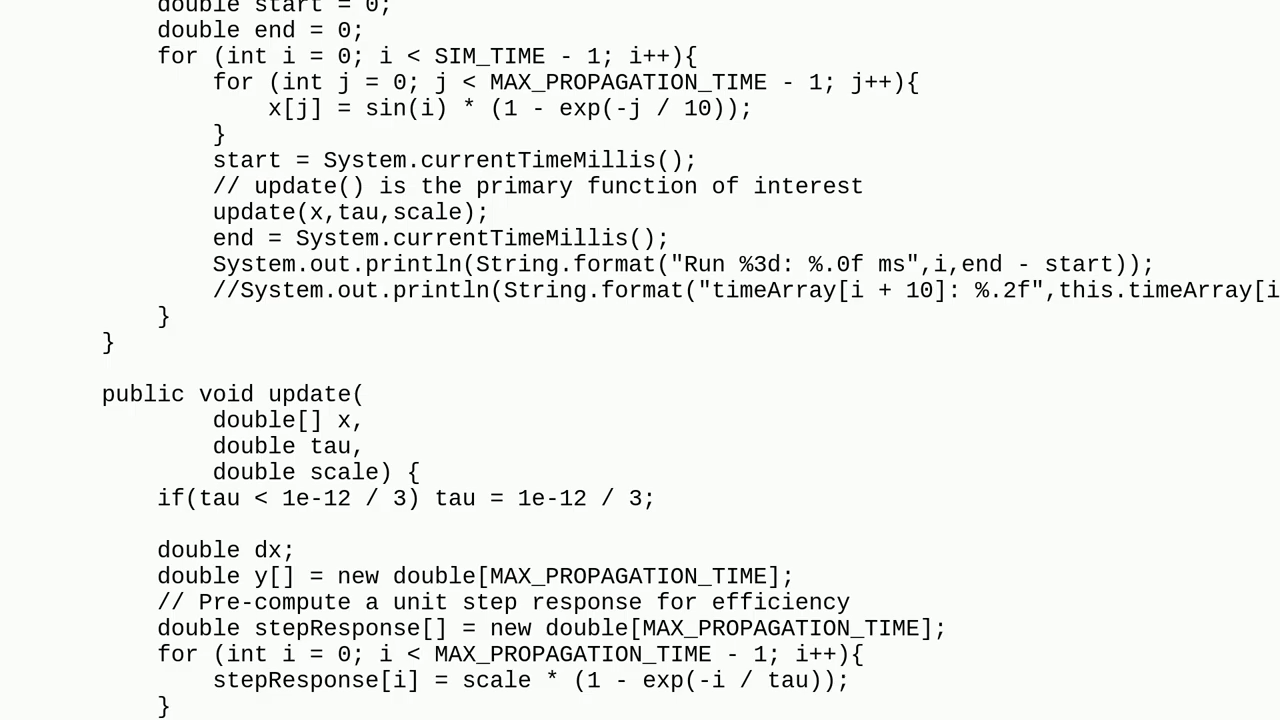 double start = 0;
double end = 0;
for (int i = 0; i < SIM_TIME - 1; i++){
for (int j = 0; j < MAX_PROPAGATION_TIME - 1; j++){
x[j] = sin(i) * (1 - exp(-j / 10));
}
start = System.currentTimeMillis();
// update() is the primary function of interest
update(x,tau,scale);
end = System.currentTimeMillis();
System.out.println(String.format("Run %3d: %.0f ms",i,end - start));
//System.out.println(String.format("timeArray[i + 10]: %.2f",this.timeArray[i
}
}
public void update(
double[] x,
double tau,
double scale) {
if(tau < 1e-12 / 3) tau = 1e-12 / 3;
double dx;
double y[] = new double[MAX_PROPAGATION_TIME];
// Pre-compute a unit step response for efficiency
double stepResponse[] = new double[MAX_PROPAGATION_TIME];
for (int i = 0; i < MAX_PROPAGATION_TIME - 1; i++){
stepResponse[i] = scale * (1 - exp(-i / tau));
}